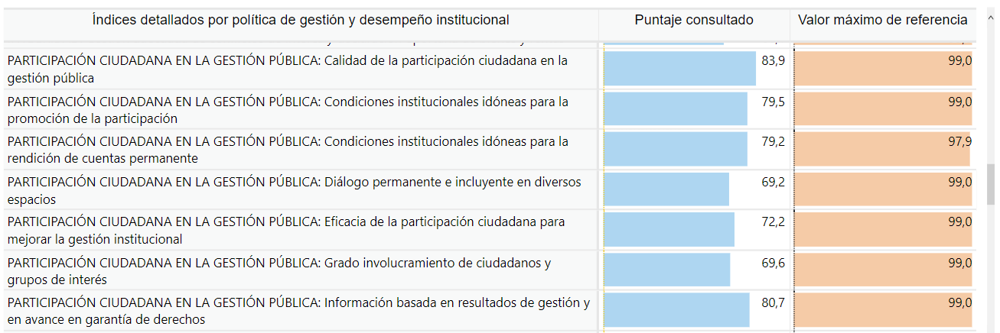 Índices detallados por política de gestión y desempeño institucional Puntaje consultado Valor máximo de referencia
PARTICIPACIÓN CIUDADANA EN LA GESTIÓN PÚBLICA: Calidad de la participación ciudadana en la 83,9 99,0
gestión pública
PARTICIPACIÓN CIUDADANA EN LA GESTIÓN PÚBLICA: Condiciones institucionales idóneas para la 79,5 99,0
promoción de la participación
PARTICIPACIÓN CIUDADANA EN LA GESTIÓN PÚBLICA: Condiciones institucionales idóneas para la 79,2 97,9
rendición de cuentas permanente
PARTICIPACIÓN CIUDADANA EN LA GESTIÓN PÚBLICA: Diálogo permanente e incluyente en diversos 69,2 99,0
espacios
PARTICIPACIÓN CIUDADANA EN LA GESTIÓN PÚBLICA: Eficacia de la participación ciudadana para 72,2 99,0
mejorar la gestión institucional
PARTICIPACIÓN CIUDADANA EN LA GESTIÓN PÚBLICA: Grado involucramiento de ciudadanos y 69,6 99,0
grupos de interés
PARTICIPACIÓN CIUDADANA EN LA GESTIÓN PÚBLICA: Información basada en resultados de gestión y 80,7 99,0
en avance en garantía de derechos